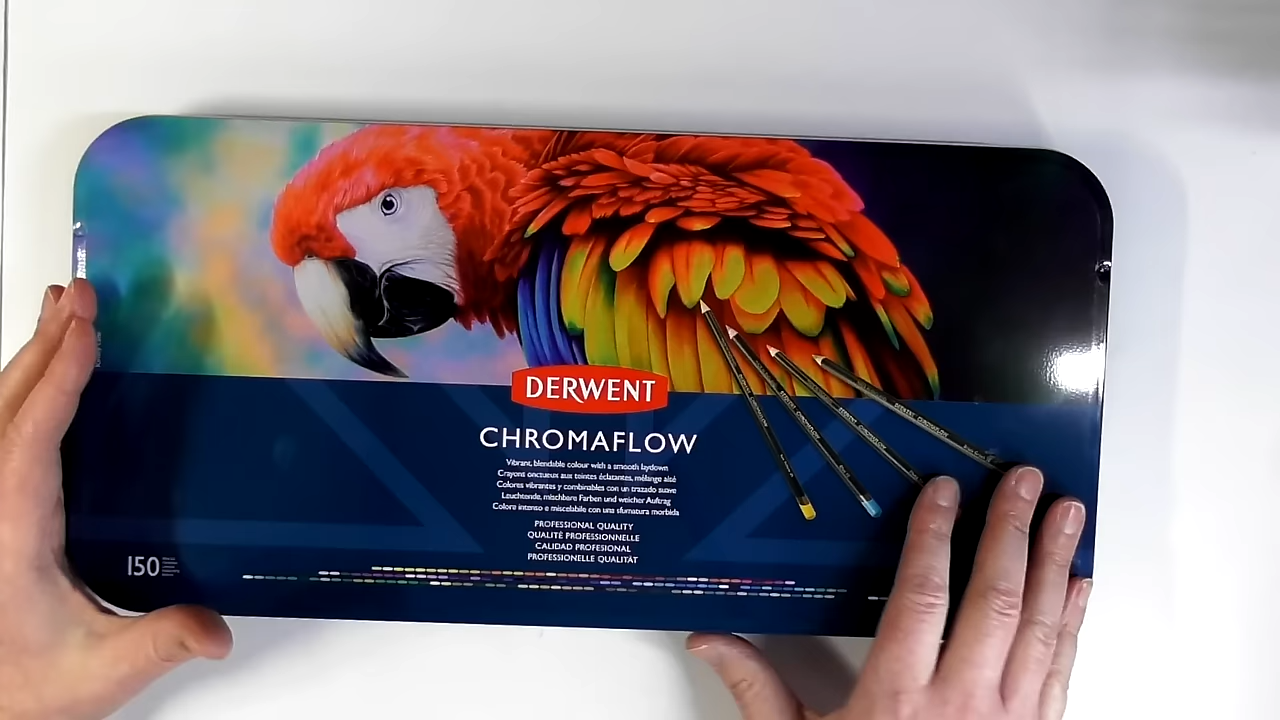 DERWENT
CHROMAFLOW
Vibrant, blendable colour with a smooth laydown
Crayons onctueux aux teintes éclatantes, mélange aisé
Colores vibrantes y combinables con un trazado suave
Leuchtende, mischbare Farben und weicher Auftrag
Colore intenso e miscelabile con una sfumatura morbida
PROFESSIONAL QUALITY
QUALITÉ PROFESSIONNELLE
CALIDAD PROFESIONAL
PROFESSIONELLE QUALITÄT
150
DERWENT CHROMAFLOW